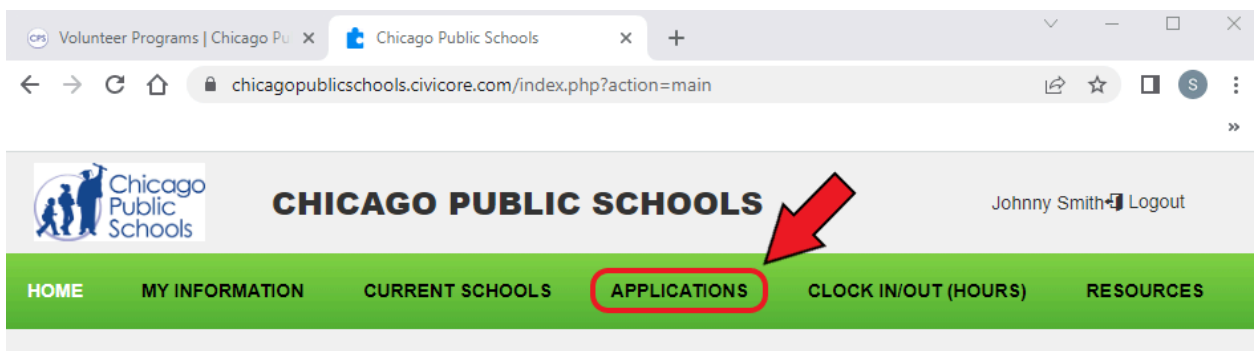 CPS Volunteer Programs | Chicago Pu
Chicago Public Schools
chicagopublicschools.civicore.com/index.php?action=main
S
Chicago
Public
Schools
CHICAGO PUBLIC SCHOOLS
Johnny Smith Logout
HOME MY INFORMATION CURRENT SCHOOLS APPLICATIONS CLOCK IN/OUT (HOURS) RESOURCES